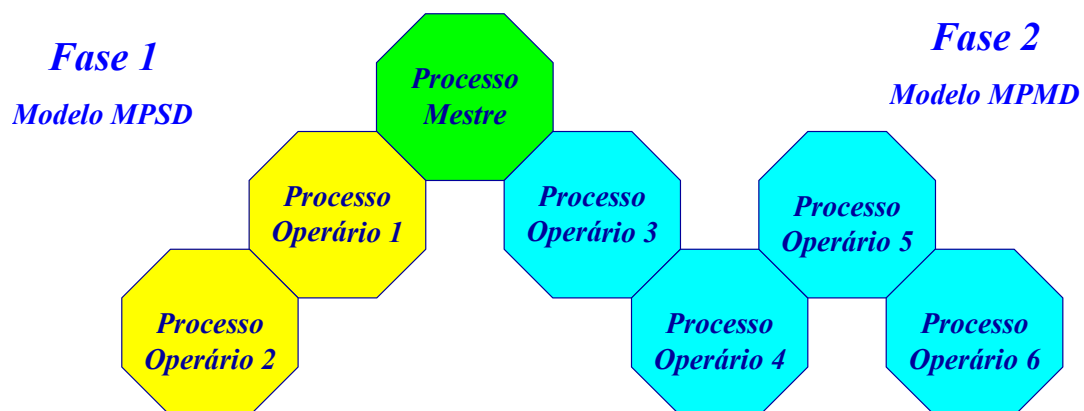 Fase 1
Modelo MPSD
Fase 2
Modelo MPMD
Processo
Mestre
Processo
Operário 1
Processo
Operário 2
Processo
Operário 3
Processo
Operário 4
Processo
Operário 5
Processo
Operário 6